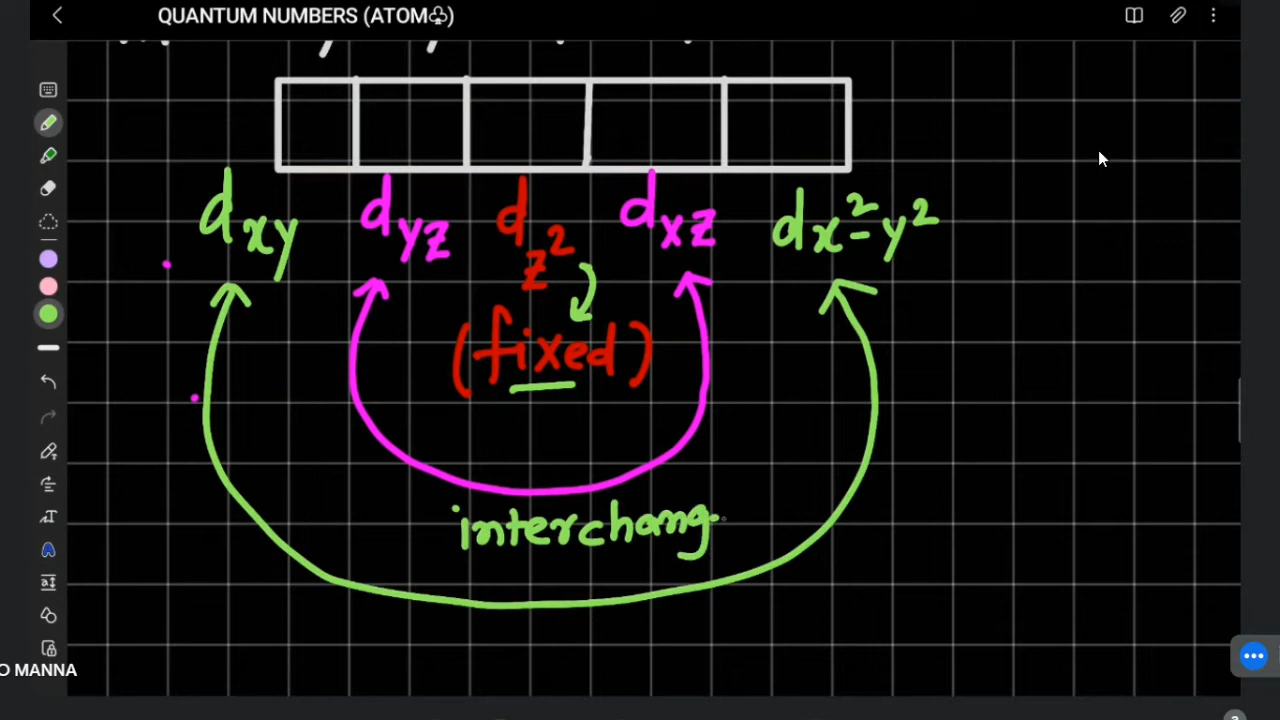 QUANTUM NUMBERS (ATOM♧)
dxy dyz dz² dxz dx²-y²
(fixed)
interchang
O MANNA